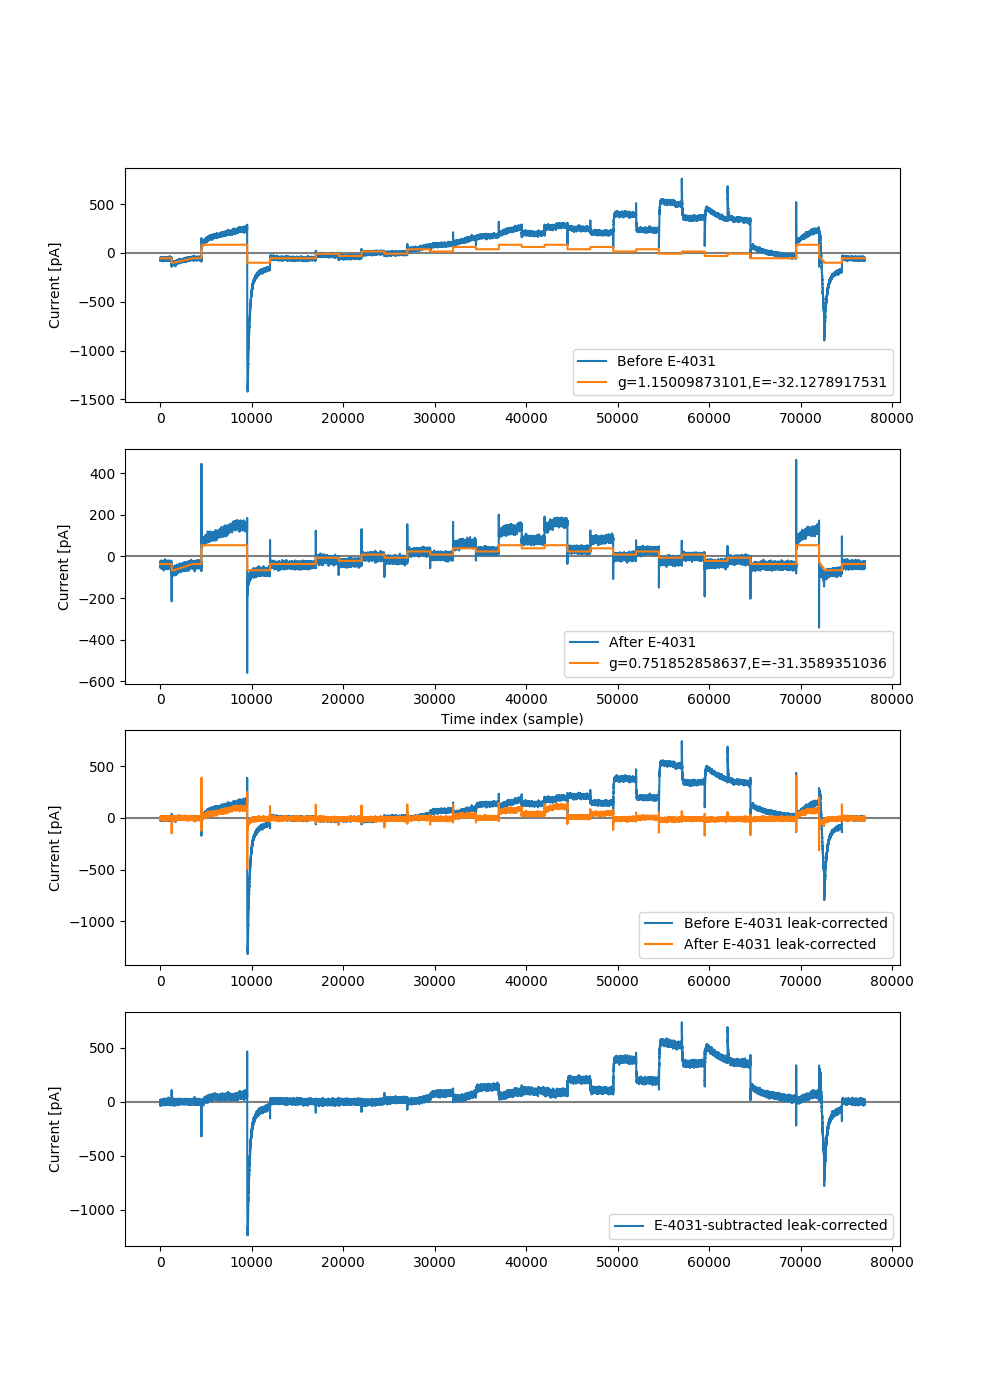 500
0
−500
−1000
−1500
Current [pA]
Before E-4031
g=1.15009873101,E=-32.1278917531
0 10000 20000 30000 40000 50000 60000 70000 80000
400
200
0
−200
−400
−600
Current [pA]
After E-4031
g=0.751852858637,E=-31.3589351036
0 10000 20000 30000 40000 50000 60000 70000 80000
Time index (sample)
500
0
−500
−1000
Current [pA]
Before E-4031 leak-corrected
After E-4031 leak-corrected
0 10000 20000 30000 40000 50000 60000 70000 80000
500
0
−500
−1000
Current [pA]
E-4031-subtracted leak-corrected
0 10000 20000 30000 40000 50000 60000 70000 80000